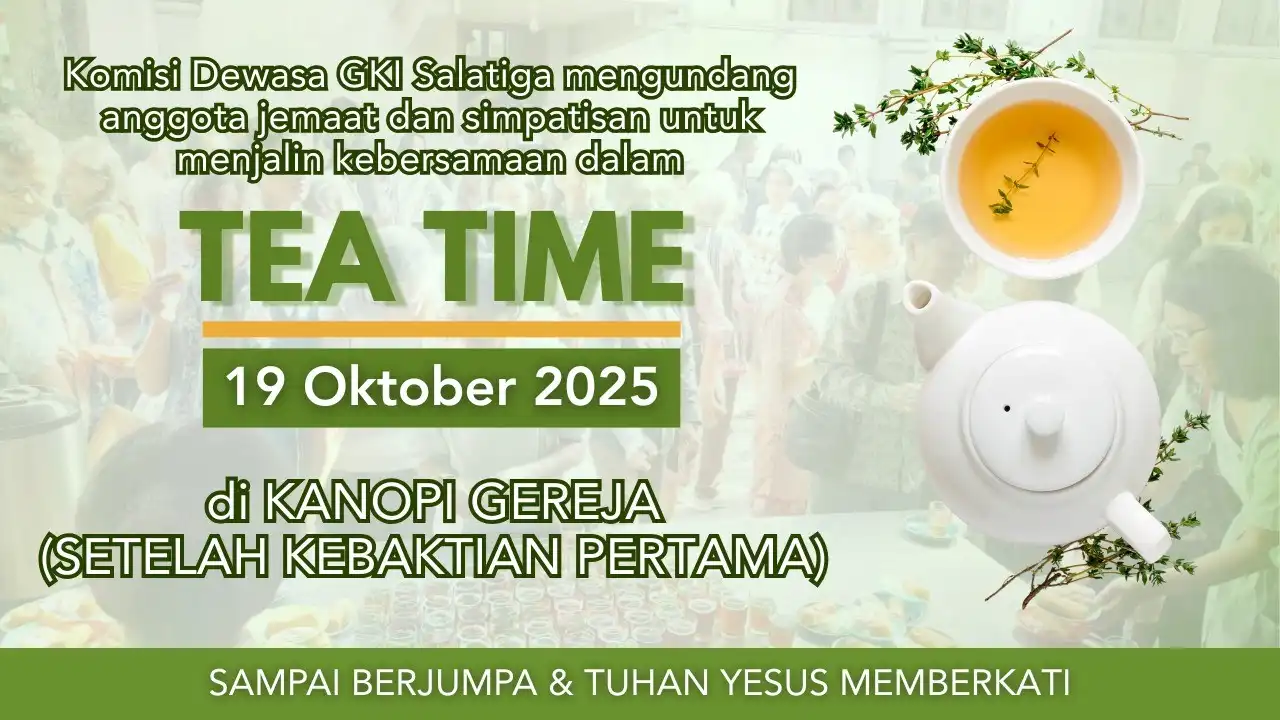 Komisi Dewasa GKI Salatiga mengundang
anggota jemaat dan simpatisan untuk
menjalin kebersamaan dalam
TEA TIME
19 Oktober 2025
di KANOPI GEREJA
(SETELAH KEBAKTIAN PERTAMA)
SAMPAI BERJUMPA & TUHAN YESUS MEMBERKATI